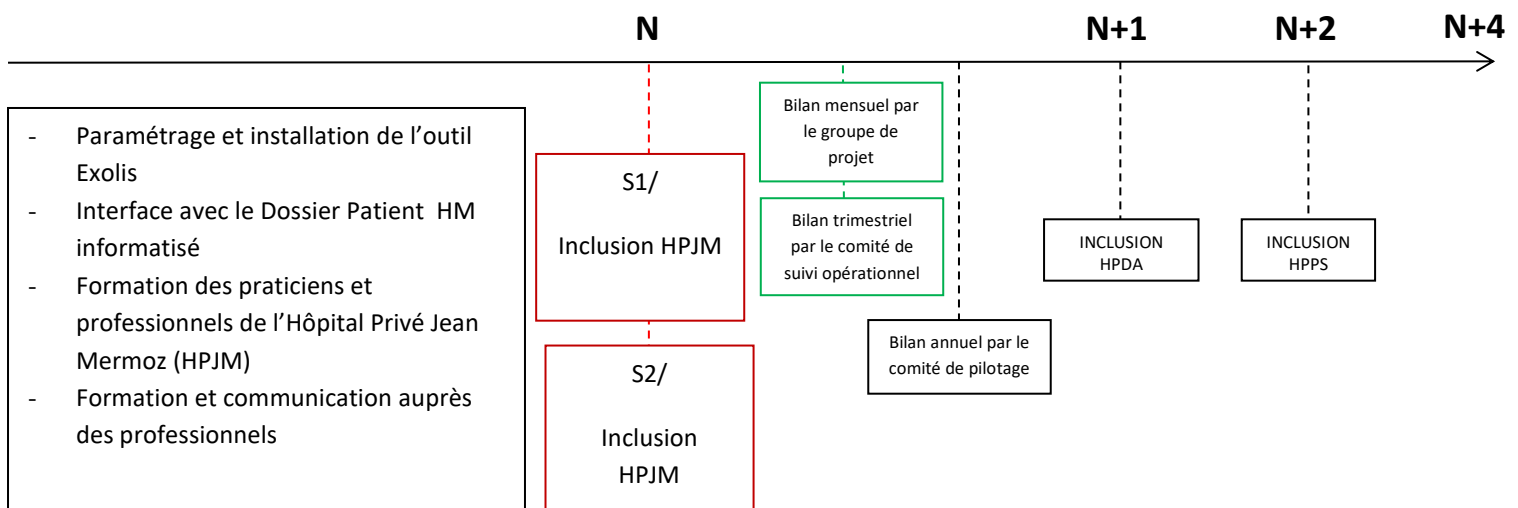 N
N+1
N+2
N+4
- Paramétrage et installation de l’outil
Exolis
- Interface avec le Dossier Patient HM
informatisé
- Formation des praticiens et
professionnels de l’Hôpital Privé Jean
Mermoz (HPJM)
- Formation et communication auprès
des professionnels
S1/
Inclusion HPJM
S2/
Inclusion
HPJM
Bilan mensuel par
le groupe de
projet
Bilan trimestriel
par le comité de
suivi opérationnel
Bilan annuel par le
comité de pilotage
INCLUSION
HPDA
INCLUSION
HPPS